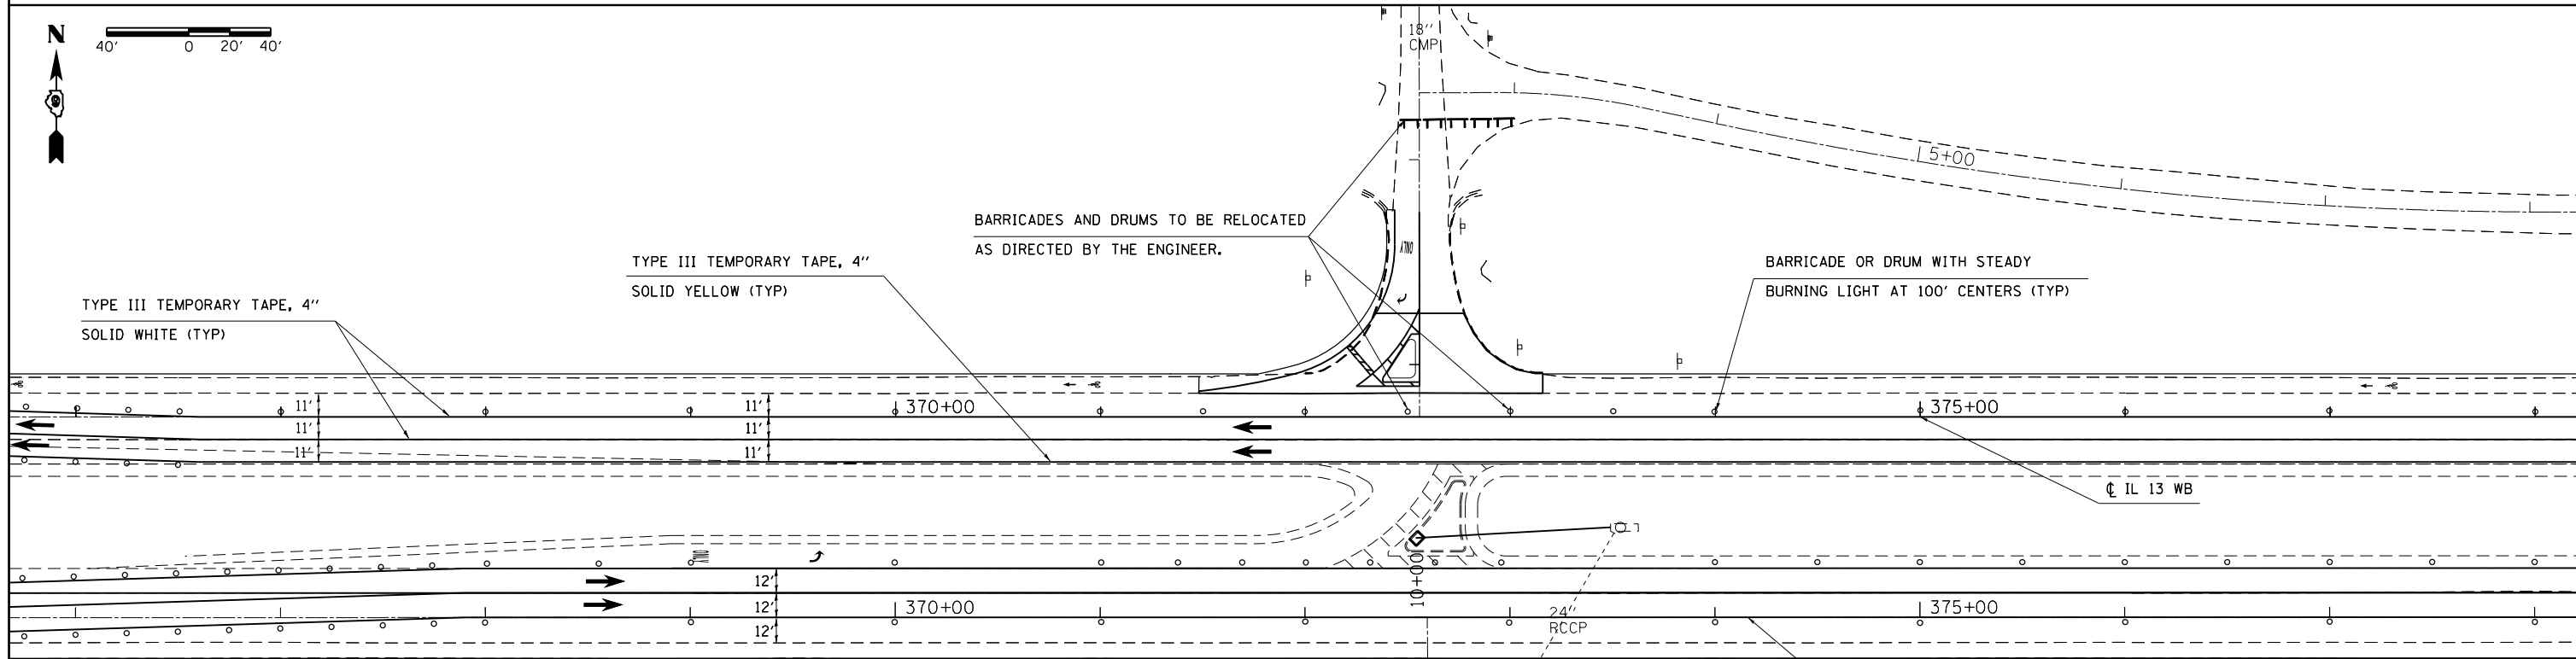 N
40' 0 20' 40'
18"
CMP
5+00
BARRICADES AND DRUMS TO BE RELOCATED
AS DIRECTED BY THE ENGINEER.
ONLY
TYPE III TEMPORARY TAPE, 4"
SOLID YELLOW (TYP)
BARRICADE OR DRUM WITH STEADY
BURNING LIGHT AT 100' CENTERS (TYP)
TYPE III TEMPORARY TAPE, 4"
SOLID WHITE (TYP)
11' 11' 370+00 375+00
11' 11'
11' 11'
℄ IL 13 WB
10+00
12'
12' 370+00 375+00
12'
24"
RCCP